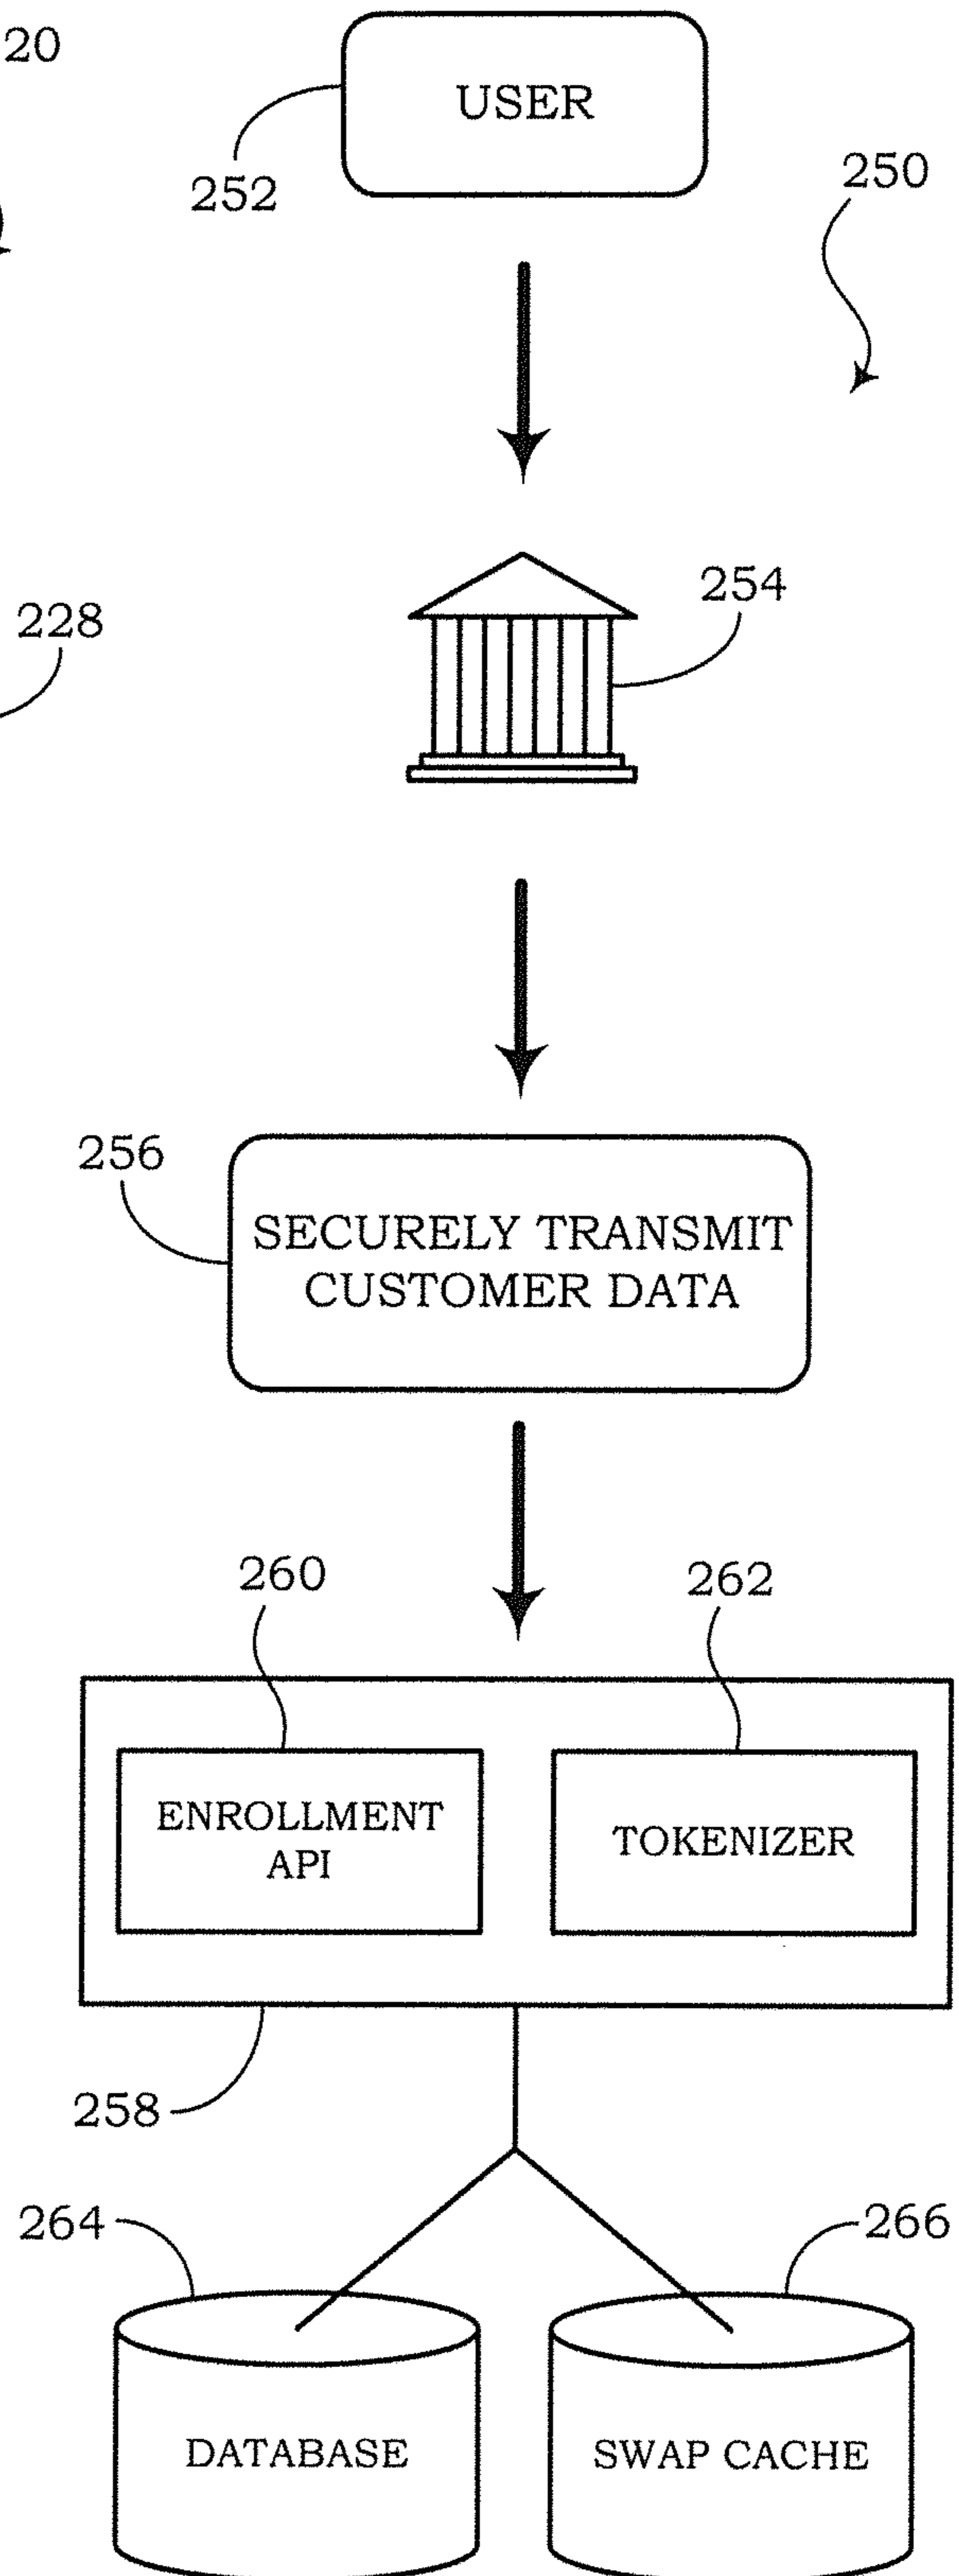 20
USER
252
250
254
228
256
SECURELY TRANSMIT
CUSTOMER DATA
260
262
ENROLLMENT
API
TOKENIZER
258
264
266
DATABASE
SWAP CACHE